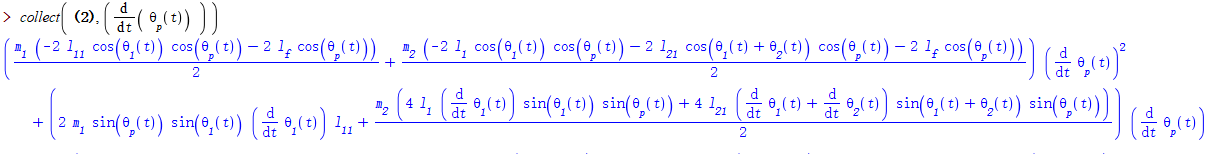 > collect( (2), ( d/dt ( θ_p(t) ) ) )
( m_1 (-2 l_11 cos(θ_1(t)) cos(θ_p(t)) − 2 l_f cos(θ_p(t)))/2 + m_2 (-2 l_1 cos(θ_1(t)) cos(θ_p(t)) − 2 l_21 cos(θ_1(t) + θ_2(t)) cos(θ_p(t)) − 2 l_f cos(θ_p(t)))/2 ) ( d/dt θ_p(t) )^2
+ ( 2 m_1 sin(θ_p(t)) sin(θ_1(t)) ( d/dt θ_1(t) ) l_11 + m_2 ( 4 l_1 ( d/dt θ_1(t) ) sin(θ_1(t)) sin(θ_p(t)) + 4 l_21 ( d/dt θ_1(t) + d/dt θ_2(t) ) sin(θ_1(t) + θ_2(t)) sin(θ_p(t)) )/2 ) ( d/dt θ_p(t) )